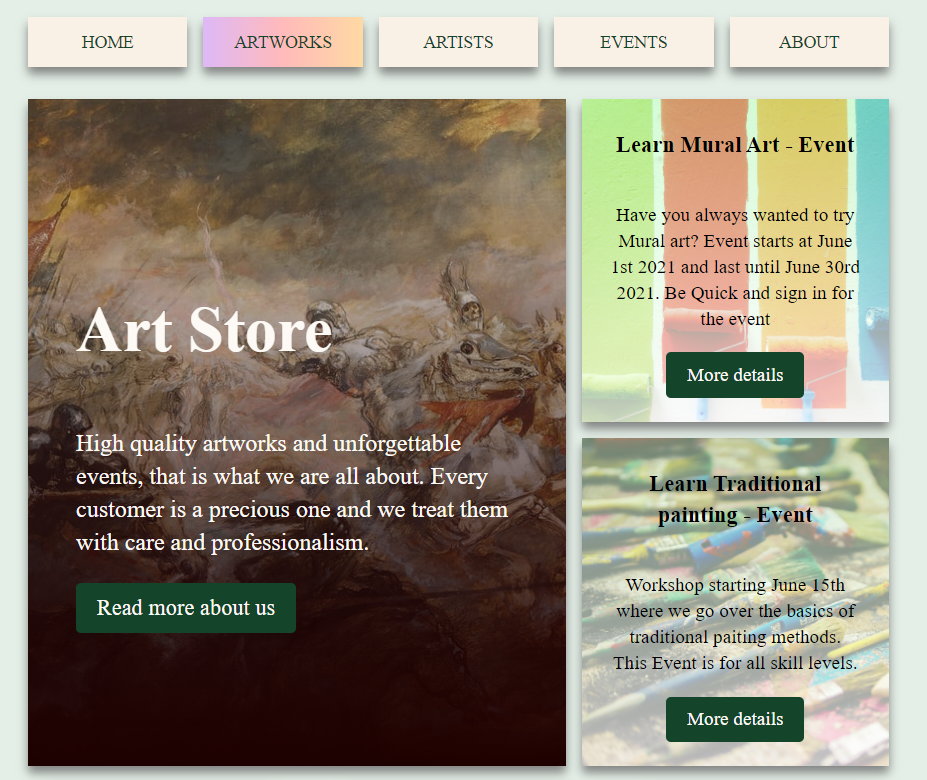 HOME
ARTWORKS
ARTISTS
EVENTS
ABOUT
Art Store
High quality artworks and unforgettable
events, that is what we are all about. Every
customer is a precious one and we treat them
with care and professionalism.
Read more about us
Learn Mural Art - Event
Have you always wanted to try
Mural art? Event starts at June
1st 2021 and last until June 30rd
2021. Be Quick and sign in for
the event
More details
Learn Traditional
painting - Event
Workshop starting June 15th
where we go over the basics of
traditional paiting methods.
This Event is for all skill levels.
More details